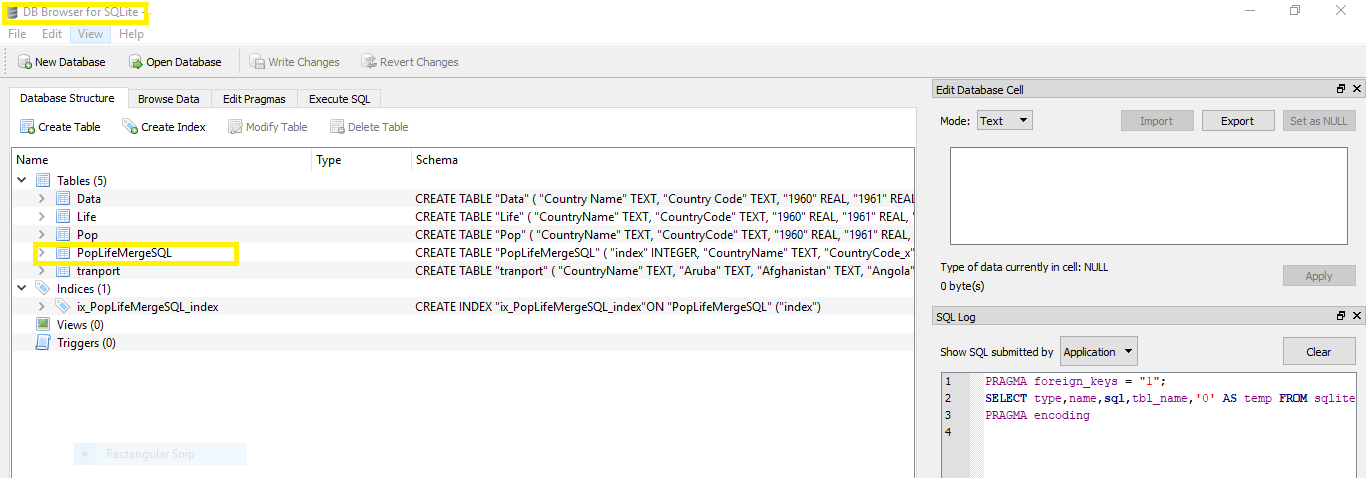 DB Browser for SQLite -
File Edit View Help
New Database Open Database Write Changes Revert Changes
Database Structure Browse Data Edit Pragmas Execute SQL
Create Table Create Index Modify Table Delete Table
Name Type Schema
Tables (5)
Data CREATE TABLE "Data" ( "Country Name" TEXT, "Country Code" TEXT, "1960" REAL, "1961" REAL
Life CREATE TABLE "Life" ( "CountryName" TEXT, "CountryCode" TEXT, "1960" REAL, "1961" REAL, "
Pop CREATE TABLE "Pop" ( "CountryName" TEXT, "CountryCode" TEXT, "1960" REAL, "1961" REAL,
PopLifeMergeSQL CREATE TABLE "PopLifeMergeSQL" ( "index" INTEGER, "CountryName" TEXT, "CountryCode_x"
tranport CREATE TABLE "tranport" ( "CountryName" TEXT, "Aruba" TEXT, "Afghanistan" TEXT, "Angola"
Indices (1)
ix_PopLifeMergeSQL_index CREATE INDEX "ix_PopLifeMergeSQL_index"ON "PopLifeMergeSQL" ("index")
Views (0)
Triggers (0)
Rectangular Snip
Edit Database Cell
Mode: Text Import Export Set as NULL
Type of data currently in cell: NULL
0 byte(s)
Apply
SQL Log
Show SQL submitted by Application Clear
1 PRAGMA foreign_keys = "1";
2 SELECT type,name,sql,tbl_name,'0' AS temp FROM sqlite
3 PRAGMA encoding
4